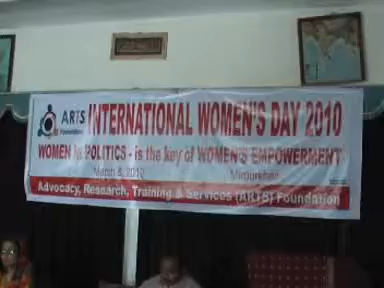 ARTS
Foundation
INTERNATIONAL WOMEN'S DAY 2010
WOMEN in POLITICS - is the key of WOMEN'S EMPOWERMENT
March 8, 2010
Advocacy, Research, Training & Services (ARTS) Foundation